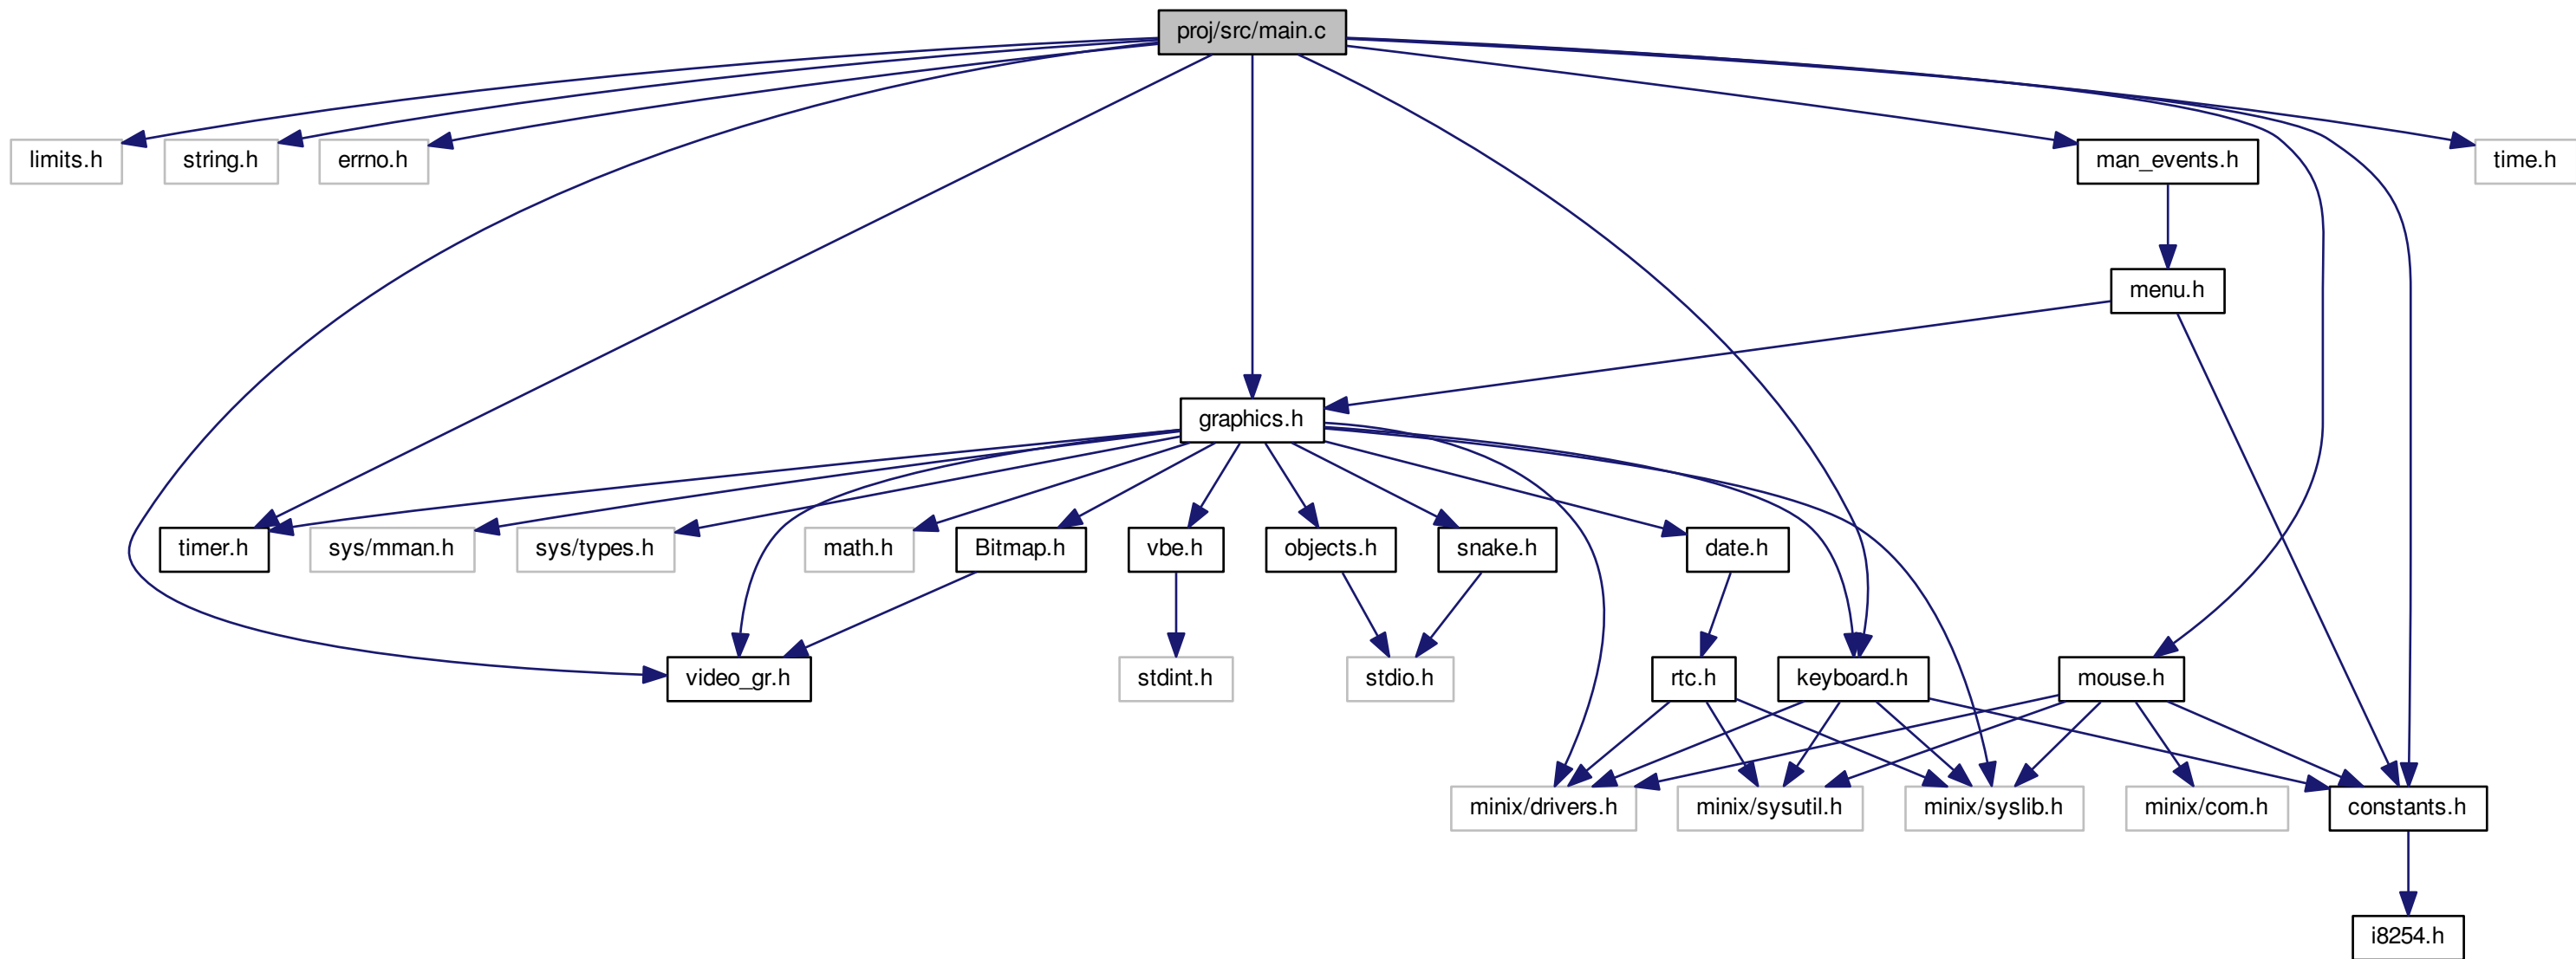 proj/src/main.c
limits.h
string.h
errno.h
man_events.h
time.h
menu.h
graphics.h
timer.h
sys/mman.h
sys/types.h
math.h
Bitmap.h
vbe.h
objects.h
snake.h
date.h
video_gr.h
stdint.h
stdio.h
rtc.h
keyboard.h
mouse.h
minix/drivers.h
minix/sysutil.h
minix/syslib.h
minix/com.h
constants.h
i8254.h